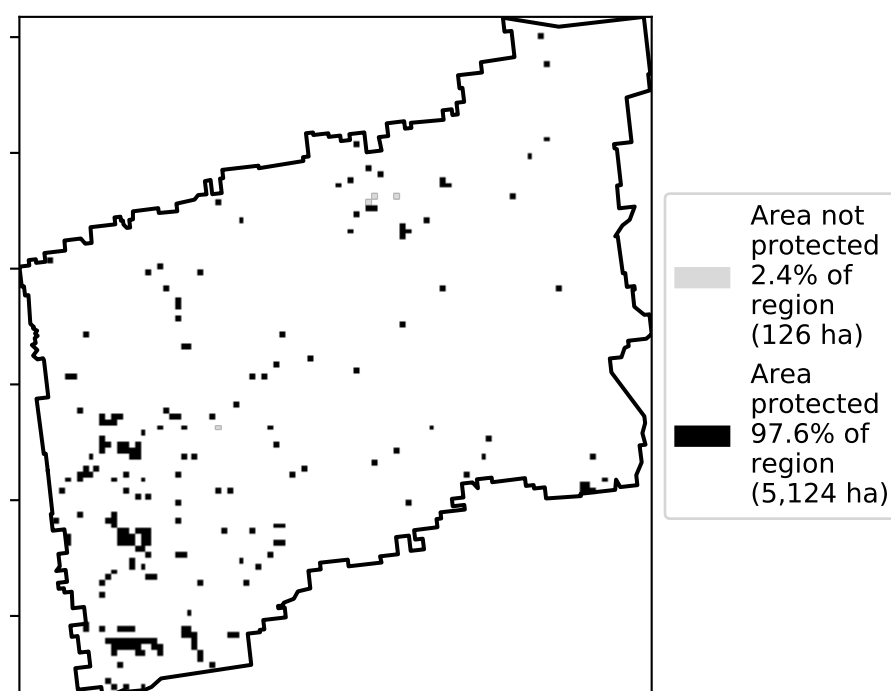 Area not
protected
2.4% of
region
(126 ha)
Area
protected
97.6% of
region
(5,124 ha)